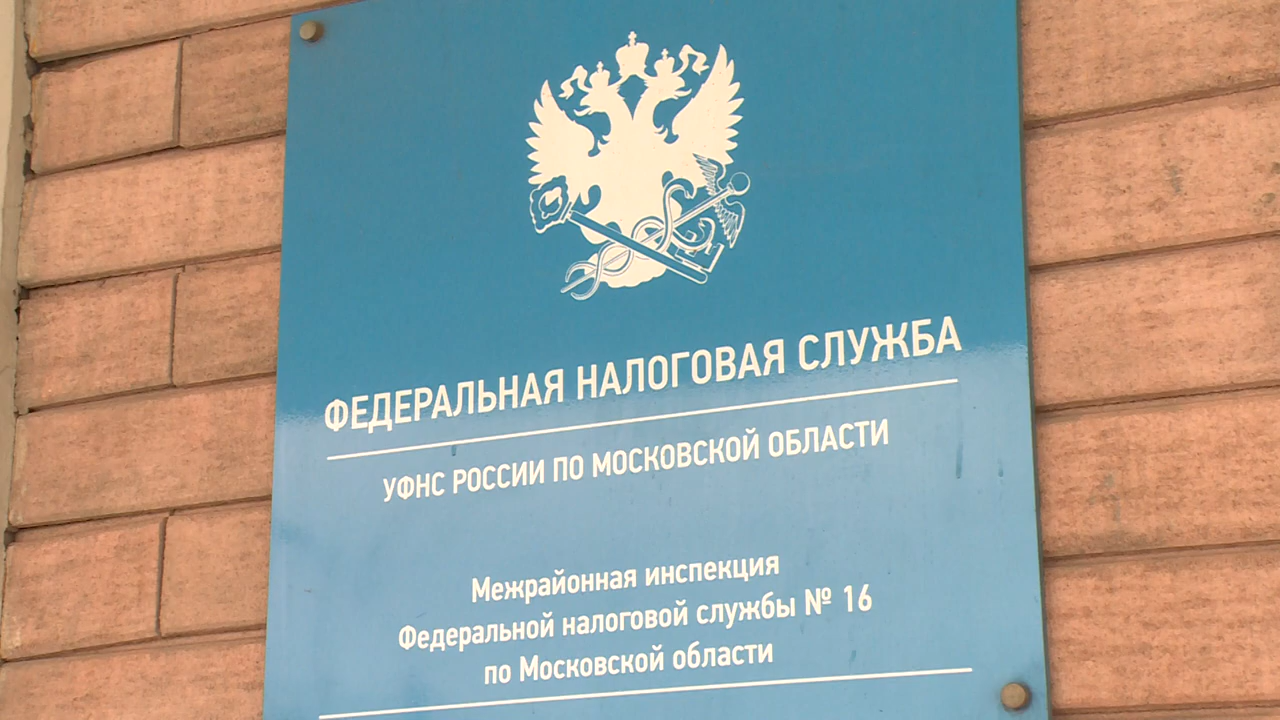 ФЕДЕРАЛЬНАЯ НАЛОГОВАЯ СЛУЖБА
УФНС РОССИИ ПО МОСКОВСКОЙ ОБЛАСТИ
Межрайонная инспекция
Федеральной налоговой службы № 16
по Московской области